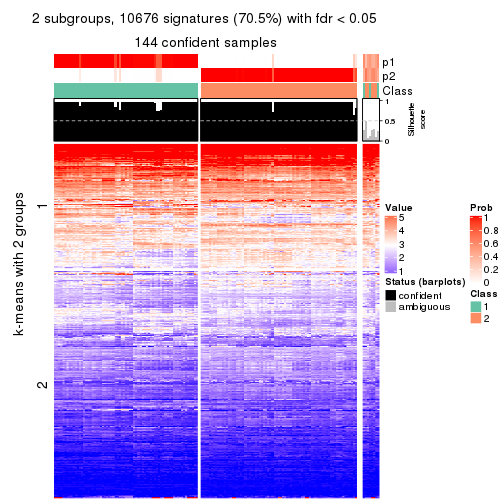 2 subgroups, 10676 signatures (70.5%) with fdr < 0.05
144 confident samples
p1
p2
Class
1
0.5
0
Silhouette
score
k-means with 2 groups
1
2
Value
5
4
3
2
1
Status (barplots)
confident
ambiguous
Prob
1
0.8
0.6
0.4
0.2
0
Class
1
2